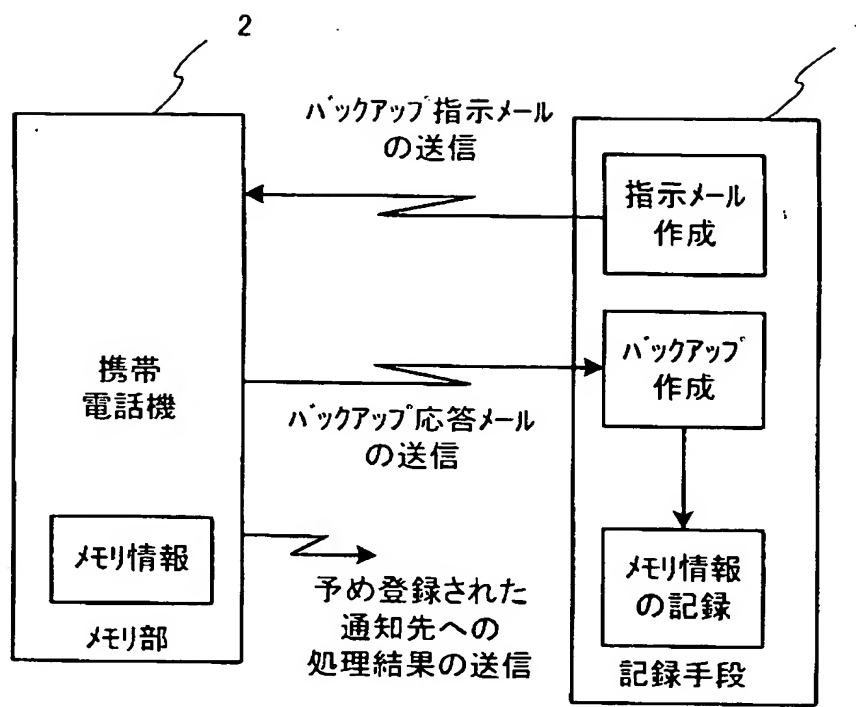 2
バックアップ指示メール
の送信
指示メール
作成
携帯
電話機
バックアップ
作成
バックアップ応答メール
の送信
メモリ情報
メモリ部
予め登録された
通知先への
処理結果の送信
メモリ情報
の記録
記録手段